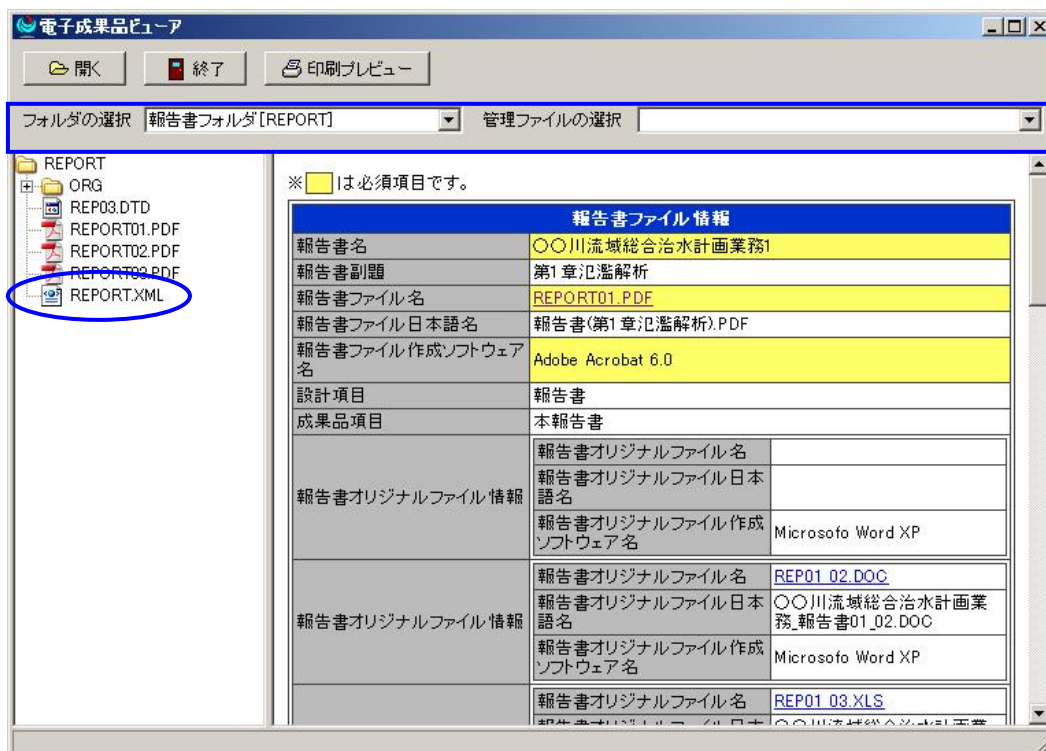 電子成果品ビューア
開く 終了 印刷プレビュー
フォルダの選択 報告書フォルダ[REPORT] 管理ファイルの選択
REPORT
ORG
REP03.DTD
REPORT01.PDF
REPORT02.PDF
REPORT03.PDF
REPORT.XML
※ は必須項目です。
報告書ファイル情報
報告書名 〇〇川流域総合治水計画業務1
報告書副題 第1章氾濫解析
報告書ファイル名 REPORT01.PDF
報告書ファイル日本語名 報告書(第1章氾濫解析).PDF
報告書ファイル作成ソフトウェア
名
Adobe Acrobat 6.0
設計項目 報告書
成果品項目 本報告書
報告書オリジナルファイル情報
報告書オリジナルファイル名
報告書オリジナルファイル日本
語名
報告書オリジナルファイル作成
ソフトウェア名
Microsofo Word XP
報告書オリジナルファイル情報
報告書オリジナルファイル名 REP01_02.DOC
報告書オリジナルファイル日本
語名
〇〇川流域総合治水計画業
務_報告書01_02.DOC
報告書オリジナルファイル作成
ソフトウェア名
Microsofo Word XP
報告書オリジナルファイル名 REP01_03.XLS